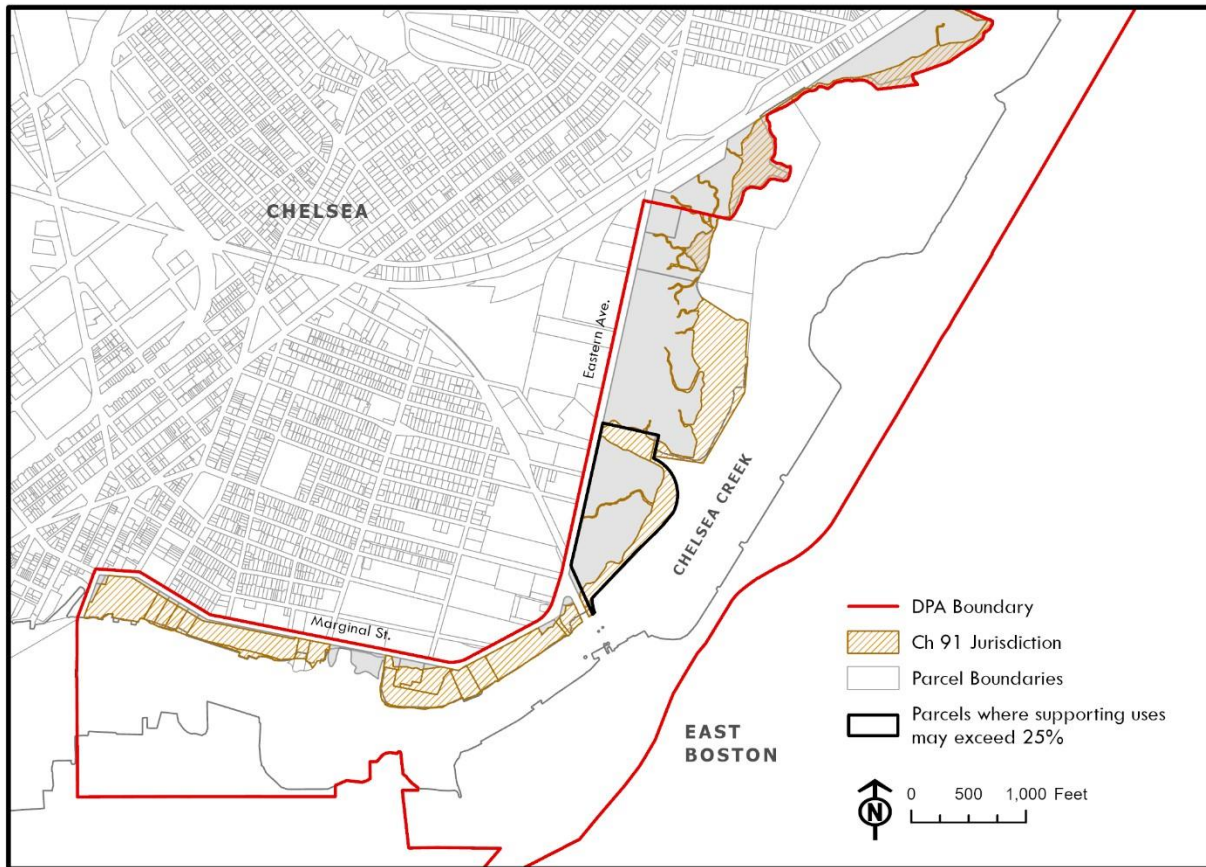 CHELSEA
Eastern Ave.
CHELSEA CREEK
Marginal St.
EAST
BOSTON
DPA Boundary
Ch 91 Jurisdiction
Parcel Boundaries
Parcels where supporting uses
may exceed 25%
N
0 500 1,000 Feet